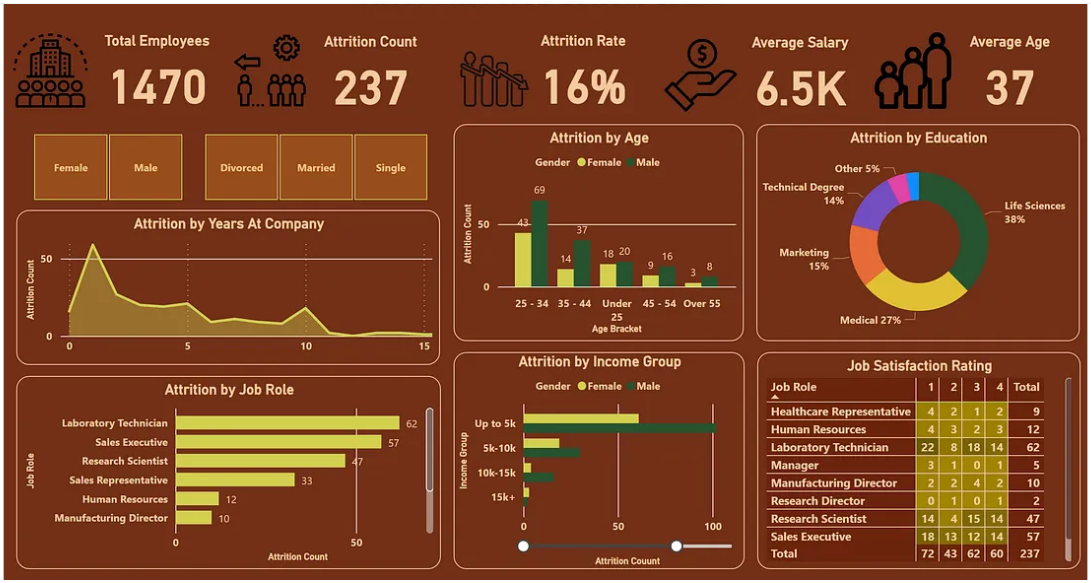 Total Employees
1470
Attrition Count
237
Attrition Rate
16%
Average Salary
6.5K
Average Age
37
Female
Male
Divorced
Married
Single
Attrition by Years At Company
Attrition Count
50
0
0
5
10
15
Attrition by Job Role
Job Role
Laboratory Technician
62
Sales Executive
57
Research Scientist
47
Sales Representative
33
Human Resources
12
Manufacturing Director
10
0
50
Attrition Count
Attrition by Age
Gender Female Male
Attrition Count
50
0
43
69
14
37
18
20
9
16
3
8
25 - 34
35 - 44
Under
25
45 - 54
Over 55
Age Bracket
Attrition by Income Group
Gender Female Male
Income Group
Up to 5k
5k-10k
10k-15k
15k+
0
50
100
Attrition Couunt
Attrition by Education
Other 5%
Technical Degree
14%
Life Sciences
38%
Marketing
15%
Medical 27%
Job Satisfaction Rating
Job Role 1 2 3 4 Total
Healthcare Representative 4 2 1 2 9
Human Resources 4 3 2 3 12
Laboratory Technician 22 8 18 14 62
Manager 3 1 0 1 5
Manufacturing Director 2 2 4 2 10
Research Director 0 1 0 1 2
Research Scientist 14 4 15 14 47
Sales Executive 18 13 12 14 57
Total 72 43 62 60 237